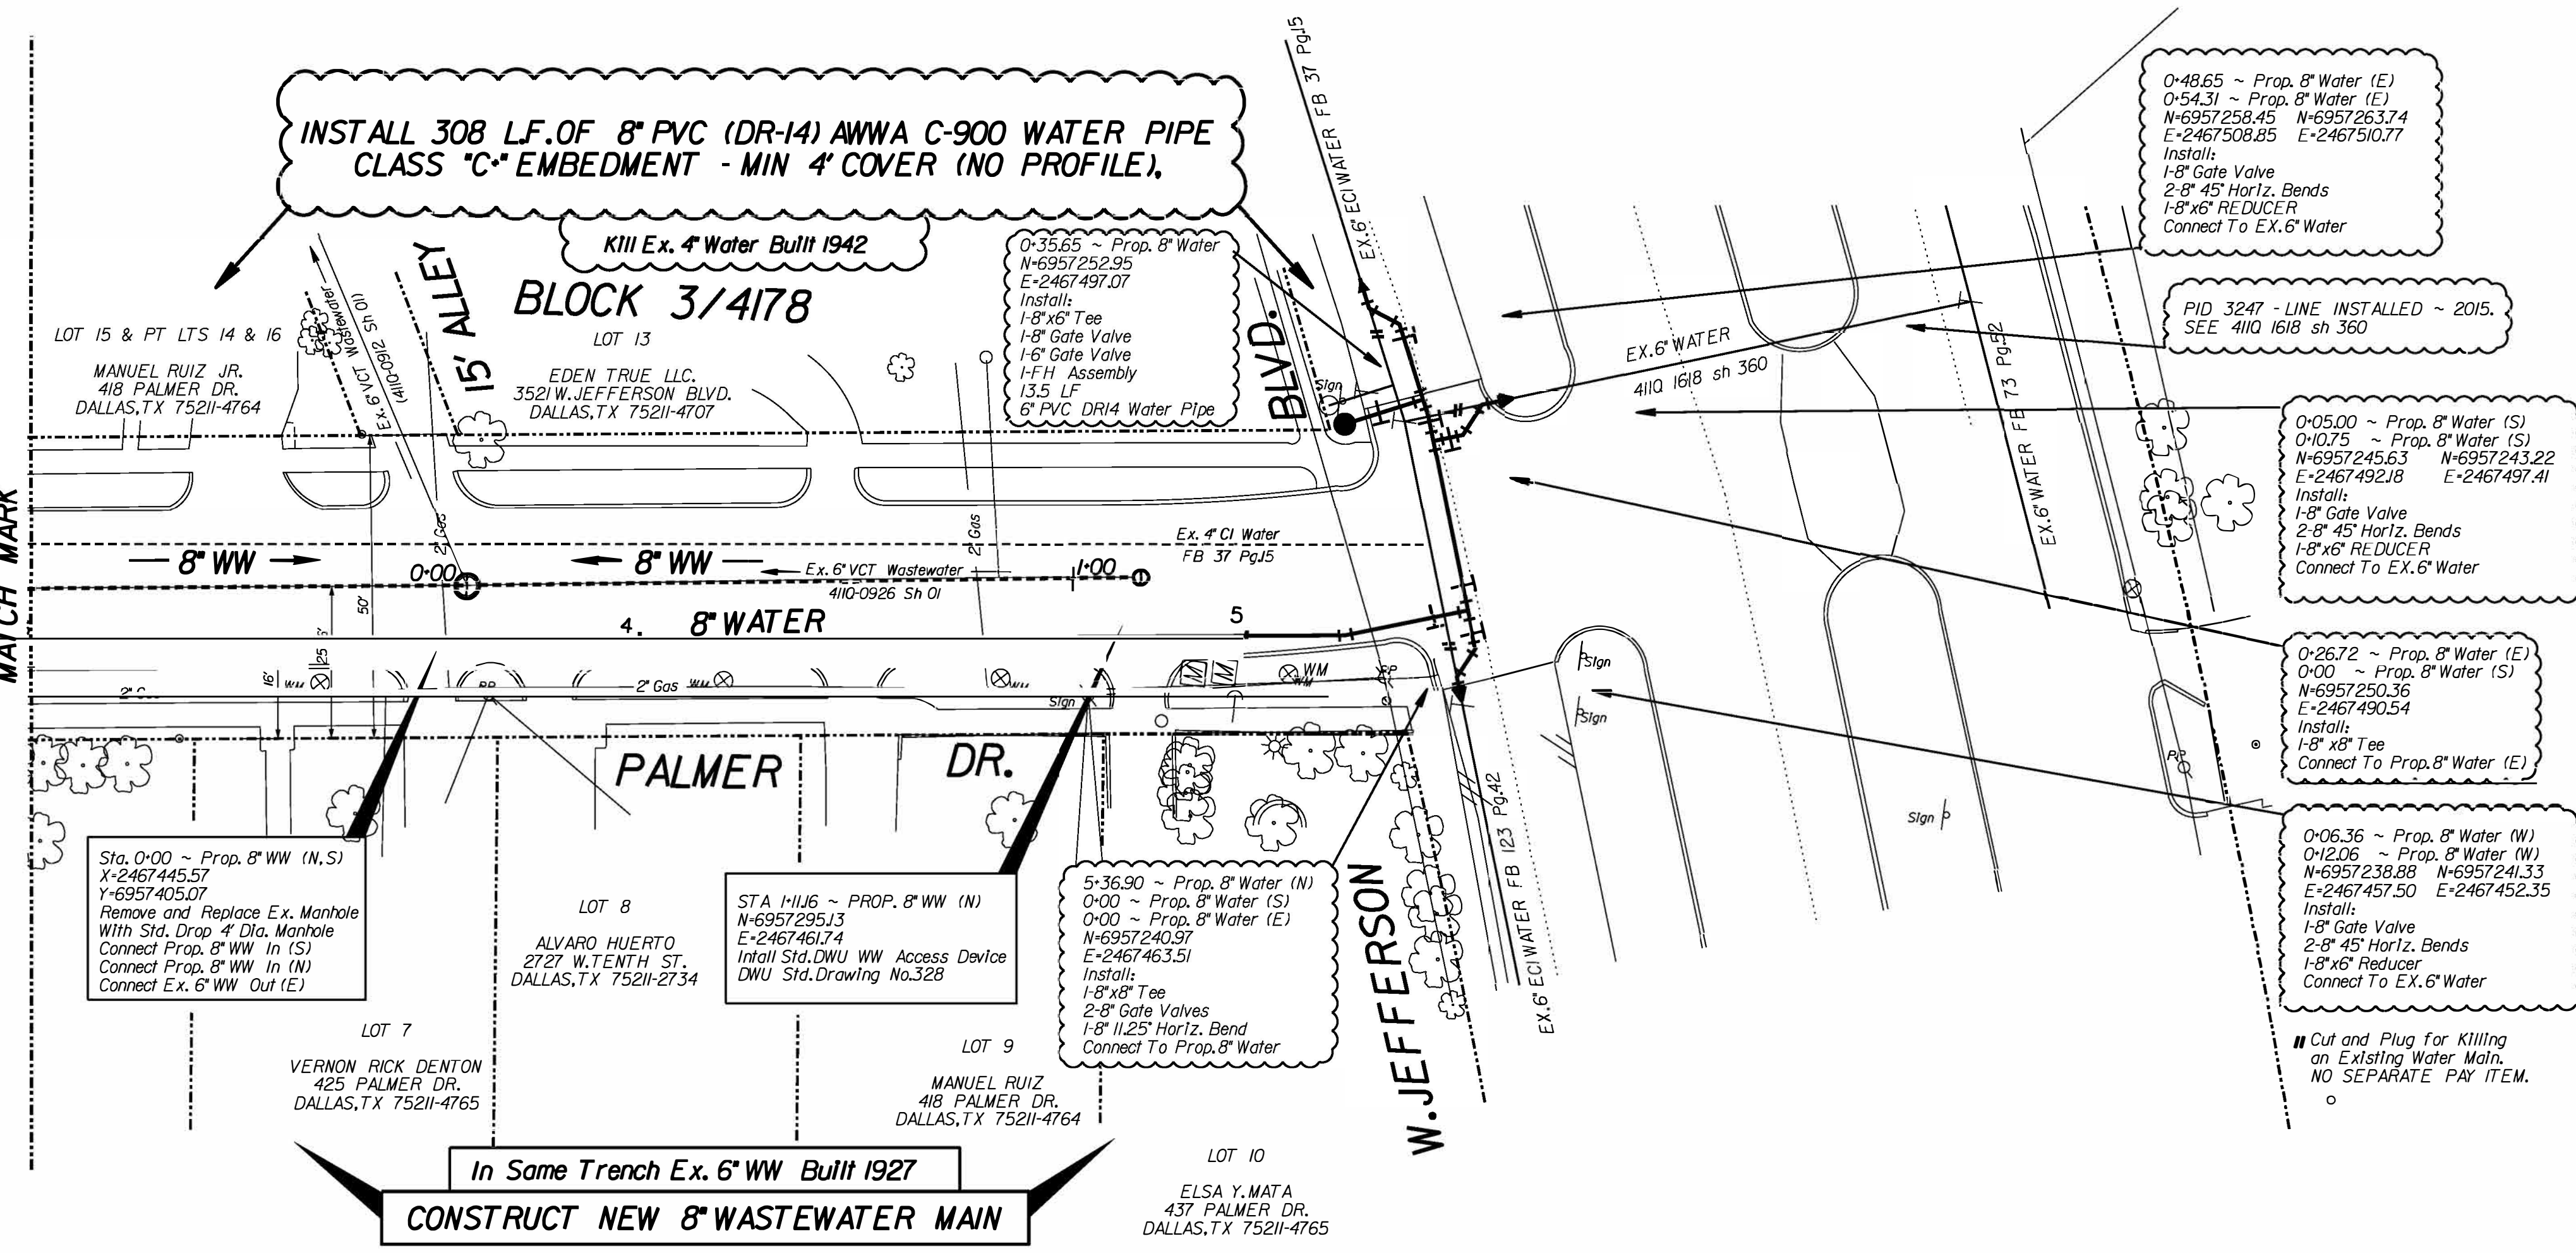 INSTALL 308 L.F.OF 8" PVC (DR-14) AWWA C-900 WATER PIPE
CLASS "C+" EMBEDMENT - MIN 4' COVER (NO PROFILE).
Kill Ex. 4" Water Built 1942
BLOCK 3/4178
15' ALLEY
Ex. 6" VCT Wastewater
(411Q-0912 Sh 01)
LOT 15 & PT LTS 14 & 16
MANUEL RUIZ JR.
418 PALMER DR.
DALLAS,TX 75211-4764
LOT 13
EDEN TRUE LLC.
3521 W.JEFFERSON BLVD.
DALLAS,TX 75211-4707
0+35.65 ~ Prop. 8" Water
N=6957252.95
E=2467497.07
Install:
1-8"x6" Tee
1-8" Gate Valve
1-6" Gate Valve
1-FH Assembly
13.5 LF
6" PVC DR14 Water Pipe
BLVD.
Sign
EX.6" ECI WATER FB 37 Pg.15
0+48.65 ~ Prop. 8" Water (E)
0+54.31 ~ Prop. 8" Water (E)
N=6957258.45 N=6957263.74
E=2467508.85 E=2467510.77
Install:
1-8" Gate Valve
2-8" 45° Horiz. Bends
1-8"x6" REDUCER
Connect To EX.6" Water
PID 3247 - LINE INSTALLED ~ 2015.
SEE 411Q 1618 sh 360
EX.6" WATER
411Q 1618 sh 360
EX.6" WATER FB 73 Pg.52
0+05.00 ~ Prop. 8" Water (S)
0+10.75 ~ Prop. 8" Water (S)
N=6957245.63 N=6957243.22
E=2467492.18 E=2467497.41
Install:
1-8" Gate Valve
2-8" 45° Horiz. Bends
1-8"x6" REDUCER
Connect To EX.6" Water
0+26.72 ~ Prop. 8" Water (E)
0+00 ~ Prop. 8" Water (S)
N=6957250.36
E=2467490.54
Install:
1-8" x8" Tee
Connect To Prop.8" Water (E)
0+06.36 ~ Prop. 8" Water (W)
0+12.06 ~ Prop. 8" Water (W)
N=6957238.88 N=6957241.33
E=2467457.50 E=2467452.35
Install:
1-8" Gate Valve
2-8" 45° Horiz. Bends
1-8"x6" Reducer
Connect To EX.6" Water
Cut and Plug for Killing
an Existing Water Main.
NO SEPARATE PAY ITEM.
MATCH MARK
8" WW
8" WW
0+00
1+00
2" Gas
2" Gas
Ex. 6" VCT Wastewater
411Q-0926 Sh 01
Ex. 4" CI Water
FB 37 Pg.15
4.
8" WATER
5
50'
25
16'
WM
2" Gas
WM
WM
WM
WM
M
M
PP
PP
PP
Sign
Sign
Sign
Sign
PALMER DR.
W.JEFFERSON
EX.6" ECI WATER FB 123 Pg.42
Sta. 0+00 ~ Prop. 8" WW (N,S)
X=2467445.57
Y=6957405.07
Remove and Replace Ex. Manhole
With Std. Drop 4' Dia. Manhole
Connect Prop. 8" WW In (S)
Connect Prop. 8" WW In (N)
Connect Ex. 6" WW Out (E)
LOT 8
ALVARO HUERTO
2727 W.TENTH ST.
DALLAS,TX 75211-2734
STA 1+11.16 ~ PROP. 8" WW (N)
N=6957295.13
E=2467461.74
Intall Std.DWU WW Access Device
DWU Std.Drawing No.328
5+36.90 ~ Prop. 8" Water (N)
0+00 ~ Prop. 8" Water (S)
0+00 ~ Prop. 8" Water (E)
N=6957240.97
E=2467463.51
Install:
1-8"x8" Tee
2-8" Gate Valves
1-8" 11.25° Horiz. Bend
Connect To Prop.8" Water
LOT 7
VERNON RICK DENTON
425 PALMER DR.
DALLAS,TX 75211-4765
LOT 9
MANUEL RUIZ
418 PALMER DR.
DALLAS,TX 75211-4764
LOT 10
ELSA Y.MATA
437 PALMER DR.
DALLAS,TX 75211-4765
In Same Trench Ex. 6" WW Built 1927
CONSTRUCT NEW 8" WASTEWATER MAIN